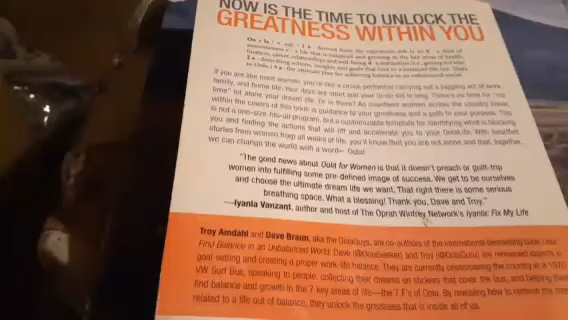 NOW IS THE TIME TO UNLOCK THE
GREATNESS WITHIN YOU
If you are like most women, you're like a circus performer carrying out a juggling act of work,
family, and home life. Your days are short and your to-do list is long. There's no time for "me
time" let alone your dream life. Or is there? As countless women across the country know,
within the covers of this book is guidance to your greatness and a path to your purpose. This
is not a one-size-fits-all program, but a customizable template for identifying what is blocking
you and finding the actions that will lift and accelerate you to your OolaLife. With heartfelt
stories from women from all walks of life, you'll know that you are not alone and that, together,
we can change the world with a word— Oola!
"The good news about Oola for Women is that it doesn't preach or guilt-trip
women into fulfilling some pre-defined image of success. We get to be ourselves
and choose the ultimate dream life we want. That right there is some serious
breathing space. What a blessing! Thank you, Dave and Troy."
—Iyanla Vanzant, author and host of The Oprah Winfrey Network's Iyanla: Fix My Life
Troy Amdahl and Dave Braun, aka the OolaGuys, are co-authors of the international bestselling
Find Balance in an Unbalanced World. Dave (@OolaSeeker) and Troy (@OolaGuru) are renowned experts in
goal-setting and creating a proper work-life balance. They are currently crisscrossing the country in a 1970
VW Surf Bus, speaking to people, collecting their dreams on stickers that cover the bus, and helping
find balance and growth in the 7 key areas of life—the 7 F's of Oola. By revealing how to remove the
related to a life out of balance, they unlock the greatness that is inside all of us.